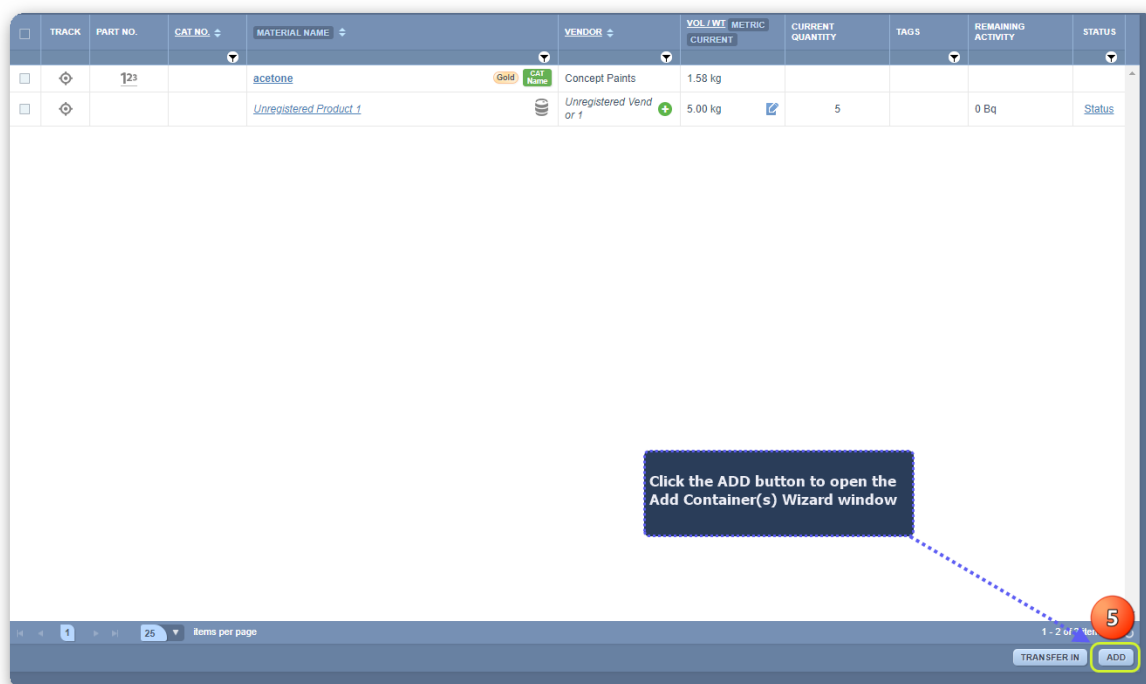 TRACK PART NO. CAT NO. MATERIAL NAME VENDOR VOL / WT METRIC CURRENT CURRENT QUANTITY TAGS REMAINING ACTIVITY STATUS
123 acetone Gold CAT Name Concept Paints 1.58 kg
Unregistered Product 1 Unregistered Vend
or 1 5.00 kg 5 0 Bq Status
Click the ADD button to open the
Add Container(s) Wizard window
5
1 25 items per page 1 - 2 of
TRANSFER IN ADD